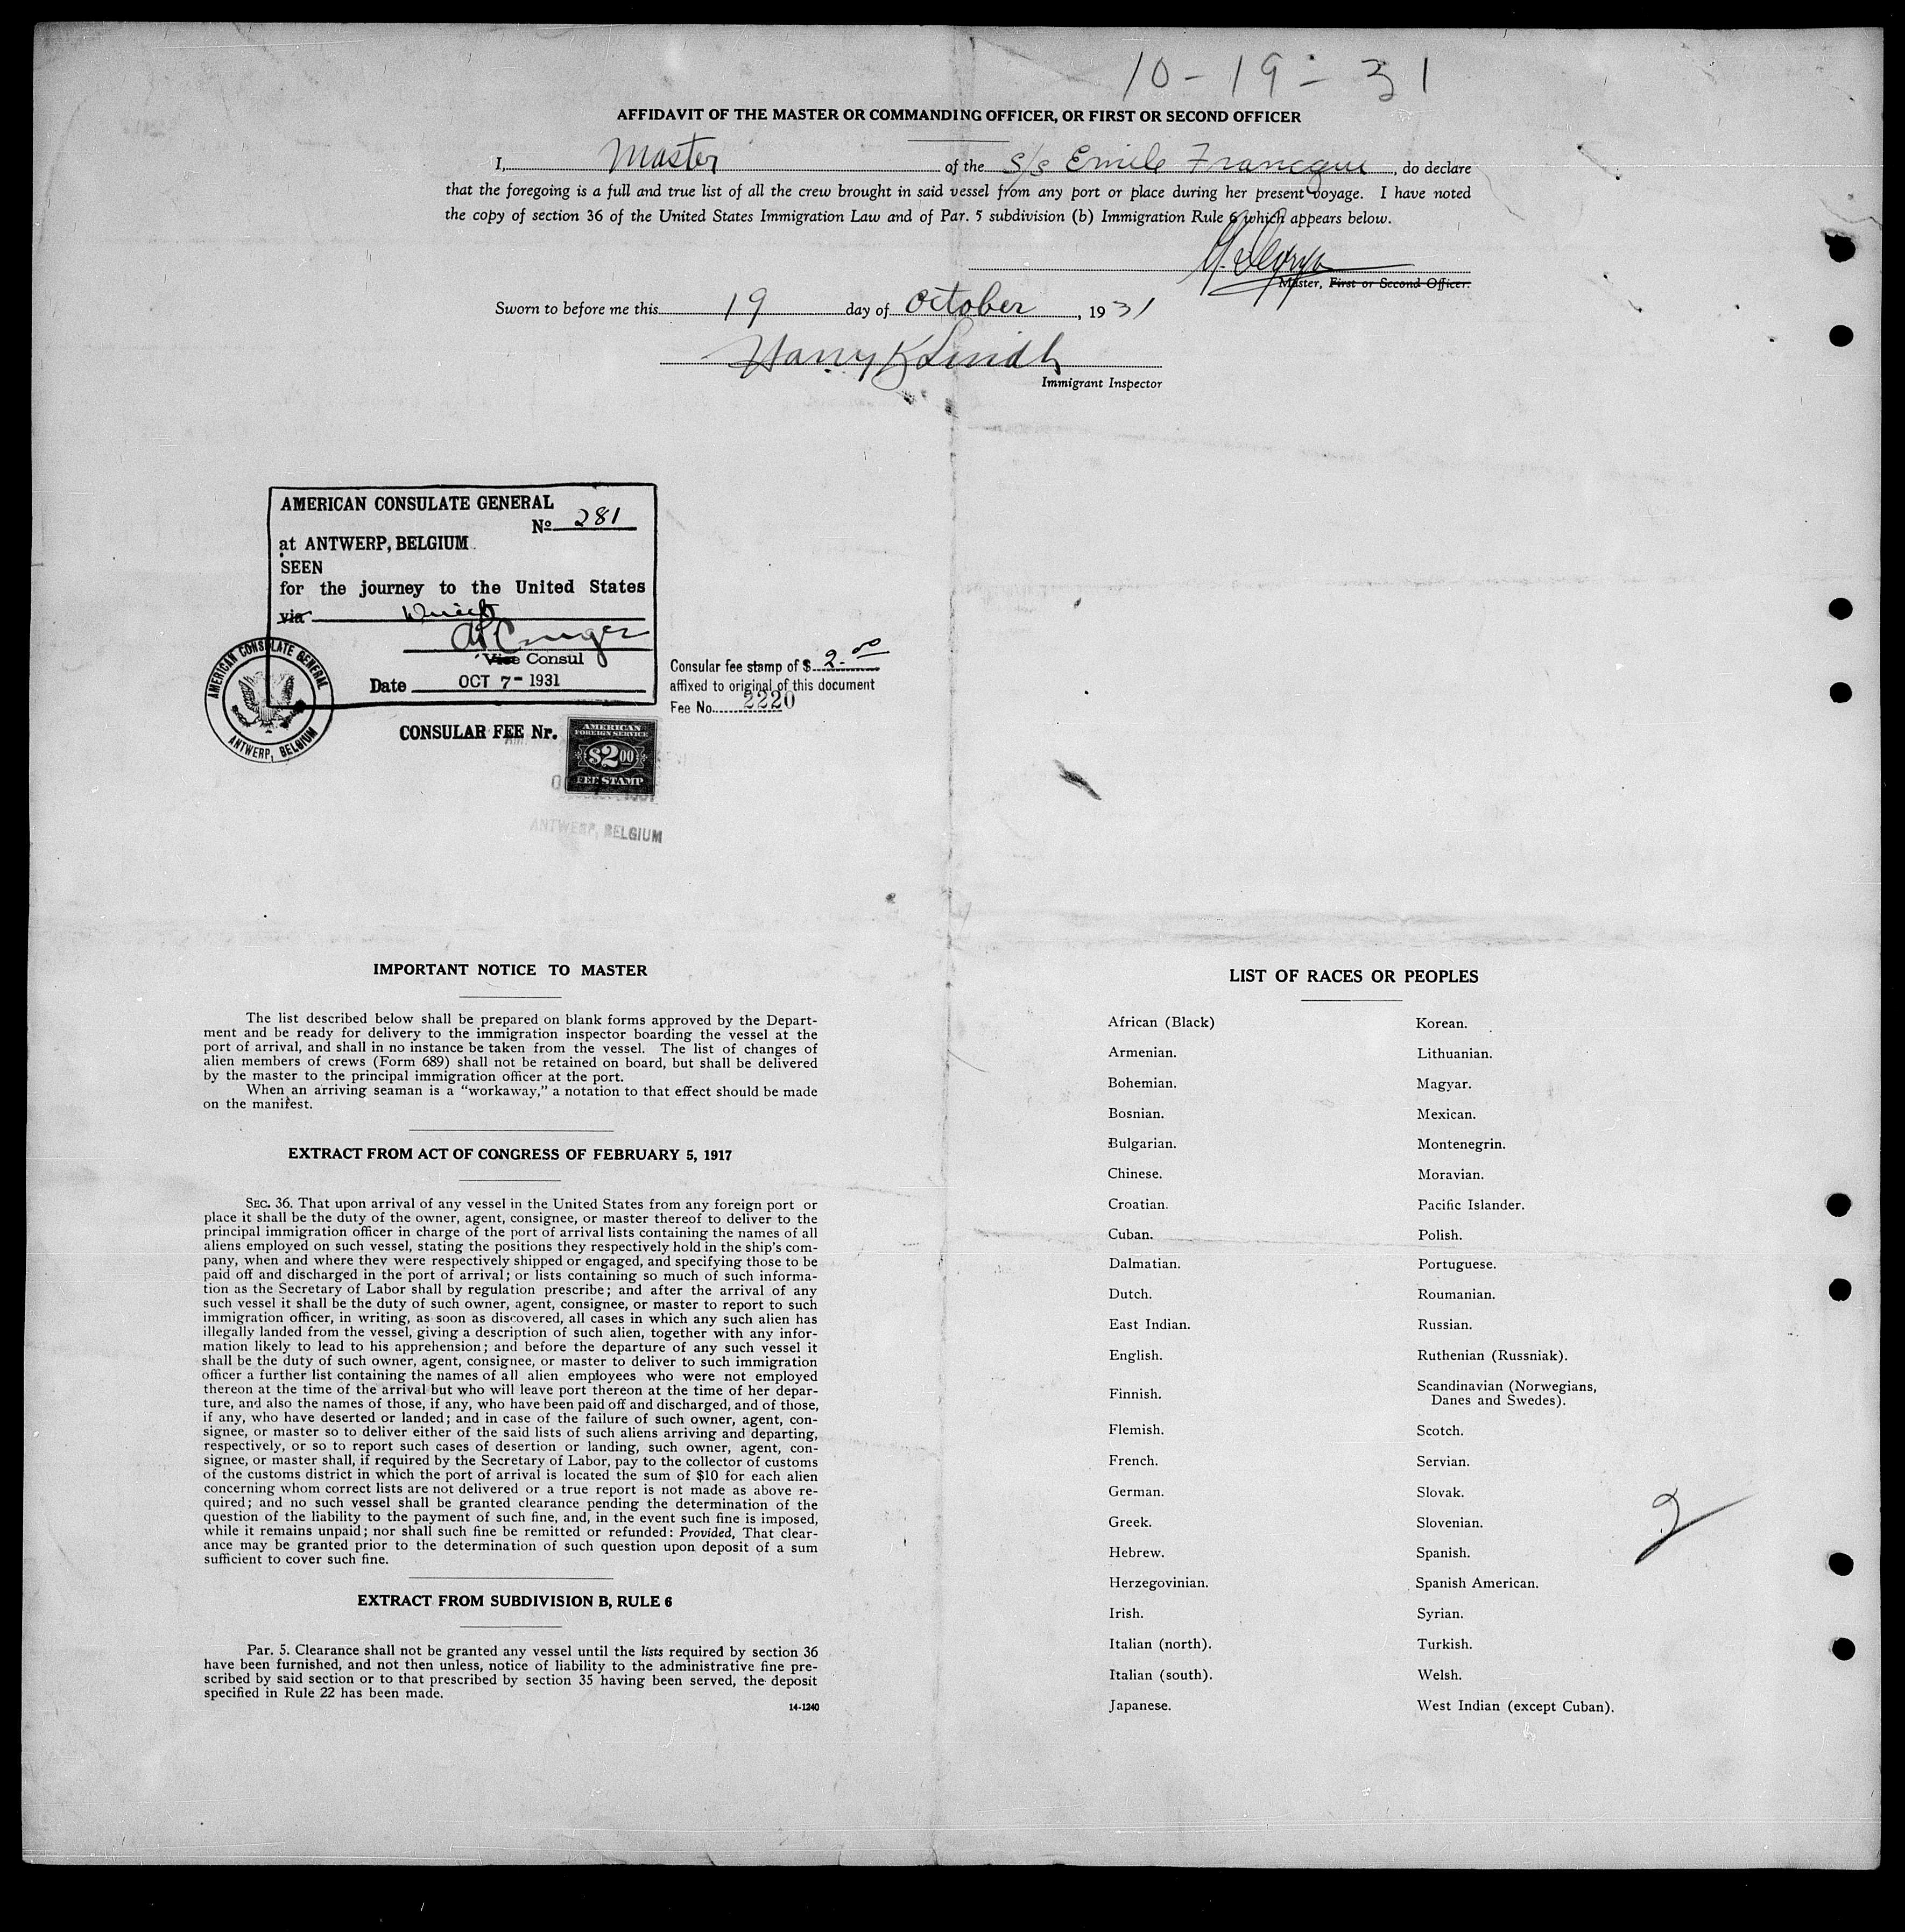 10-19-31
AFFIDAVIT OF THE MASTER OR COMMANDING OFFICER, OR FIRST OR SECOND OFFICER
I, Master of the s/s Emile Francqui, do declare
that the foregoing is a full and true list of all the crew brought in said vessel from any port or place during her present voyage. I have noted
the copy of section 36 of the United States Immigration Law and of Par. 5 subdivision (b) Immigration Rule 6 which appears below.
Master, First or Second Officer.
Sworn to before me this 19 day of October, 1931
Harry K Lindh
Immigrant Inspector
AMERICAN CONSULATE GENERAL
No 281
at ANTWERP, BELGIUM
SEEN
for the journey to the United States
via Direct
Vice Consul
Date OCT 7-1931
AMERICAN CONSULATE GENERAL
ANTWERP, BELGIUM
Consular fee stamp of $ 2.00
affixed to original of this document
Fee No. 2220
CONSULAR FEE Nr.
AMERICAN
FOREIGN SERVICE
$2 00
FEE STAMP
ANTWERP, BELGIUM
IMPORTANT NOTICE TO MASTER
The list described below shall be prepared on blank forms approved by the Depart-
ment and be ready for delivery to the immigration inspector boarding the vessel at the
port of arrival, and shall in no instance be taken from the vessel. The list of changes of
alien members of crews (Form 689) shall not be retained on board, but shall be delivered
by the master to the principal immigration officer at the port.
When an arriving seaman is a “workaway,” a notation to that effect should be made
on the manifest.
EXTRACT FROM ACT OF CONGRESS OF FEBRUARY 5, 1917
SEC. 36. That upon arrival of any vessel in the United States from any foreign port or
place it shall be the duty of the owner, agent, consignee, or master thereof to deliver to the
principal immigration officer in charge of the port of arrival lists containing the names of all
aliens employed on such vessel, stating the positions they respectively hold in the ship's com-
pany, when and where they were respectively shipped or engaged, and specifying those to be
paid off and discharged in the port of arrival; or lists containing so much of such informa-
tion as the Secretary of Labor shall by regulation prescribe; and after the arrival of any
such vessel it shall be the duty of such owner, agent, consignee, or master to report to such
immigration officer, in writing, as soon as discovered, all cases in which any such alien has
illegally landed from the vessel, giving a description of such alien, together with any infor-
mation likely to lead to his apprehension; and before the departure of any such vessel it
shall be the duty of such owner, agent, consignee, or master to deliver to such immigration
officer a further list containing the names of all alien employees who were not employed
thereon at the time of the arrival but who will leave port thereon at the time of her depar-
ture, and also the names of those, if any, who have been paid off and discharged, and of those,
if any, who have deserted or landed; and in case of the failure of such owner, agent, con-
signee, or master so to deliver either of the said lists of such aliens arriving and departing,
respectively, or so to report such cases of desertion or landing, such owner, agent, con-
signee, or master shall, if required by the Secretary of Labor, pay to the collector of customs
of the customs district in which the port of arrival is located the sum of $10 for each alien
concerning whom correct lists are not delivered or a true report is not made as above re-
quired; and no such vessel shall be granted clearance pending the determination of the
question of the liability to the payment of such fine, and, in the event such fine is imposed,
while it remains unpaid; nor shall such fine be remitted or refunded: Provided, That clear-
ance may be granted prior to the determination of such question upon deposit of a sum
sufficient to cover such fine.
EXTRACT FROM SUBDIVISION B, RULE 6
Par. 5. Clearance shall not be granted any vessel until the lists required by section 36
have been furnished, and not then unless, notice of liability to the administrative fine pre-
scribed by said section or to that prescribed by section 35 having been served, the deposit
specified in Rule 22 has been made.
14-1240
LIST OF RACES OR PEOPLES
African (Black)
Armenian.
Bohemian.
Bosnian.
Bulgarian.
Chinese.
Croatian.
Cuban.
Dalmatian.
Dutch.
East Indian.
English.
Finnish.
Flemish.
French.
German.
Greek.
Hebrew.
Herzegovinian.
Irish.
Italian (north).
Italian (south).
Japanese.
Korean.
Lithuanian.
Magyar.
Mexican.
Montenegrin.
Moravian.
Pacific Islander.
Polish.
Portuguese.
Roumanian.
Russian.
Ruthenian (Russniak).
Scandinavian (Norwegians,
Danes and Swedes).
Scotch.
Servian.
Slovak.
Slovenian.
Spanish.
Spanish American.
Syrian.
Turkish.
Welsh.
West Indian (except Cuban).
2